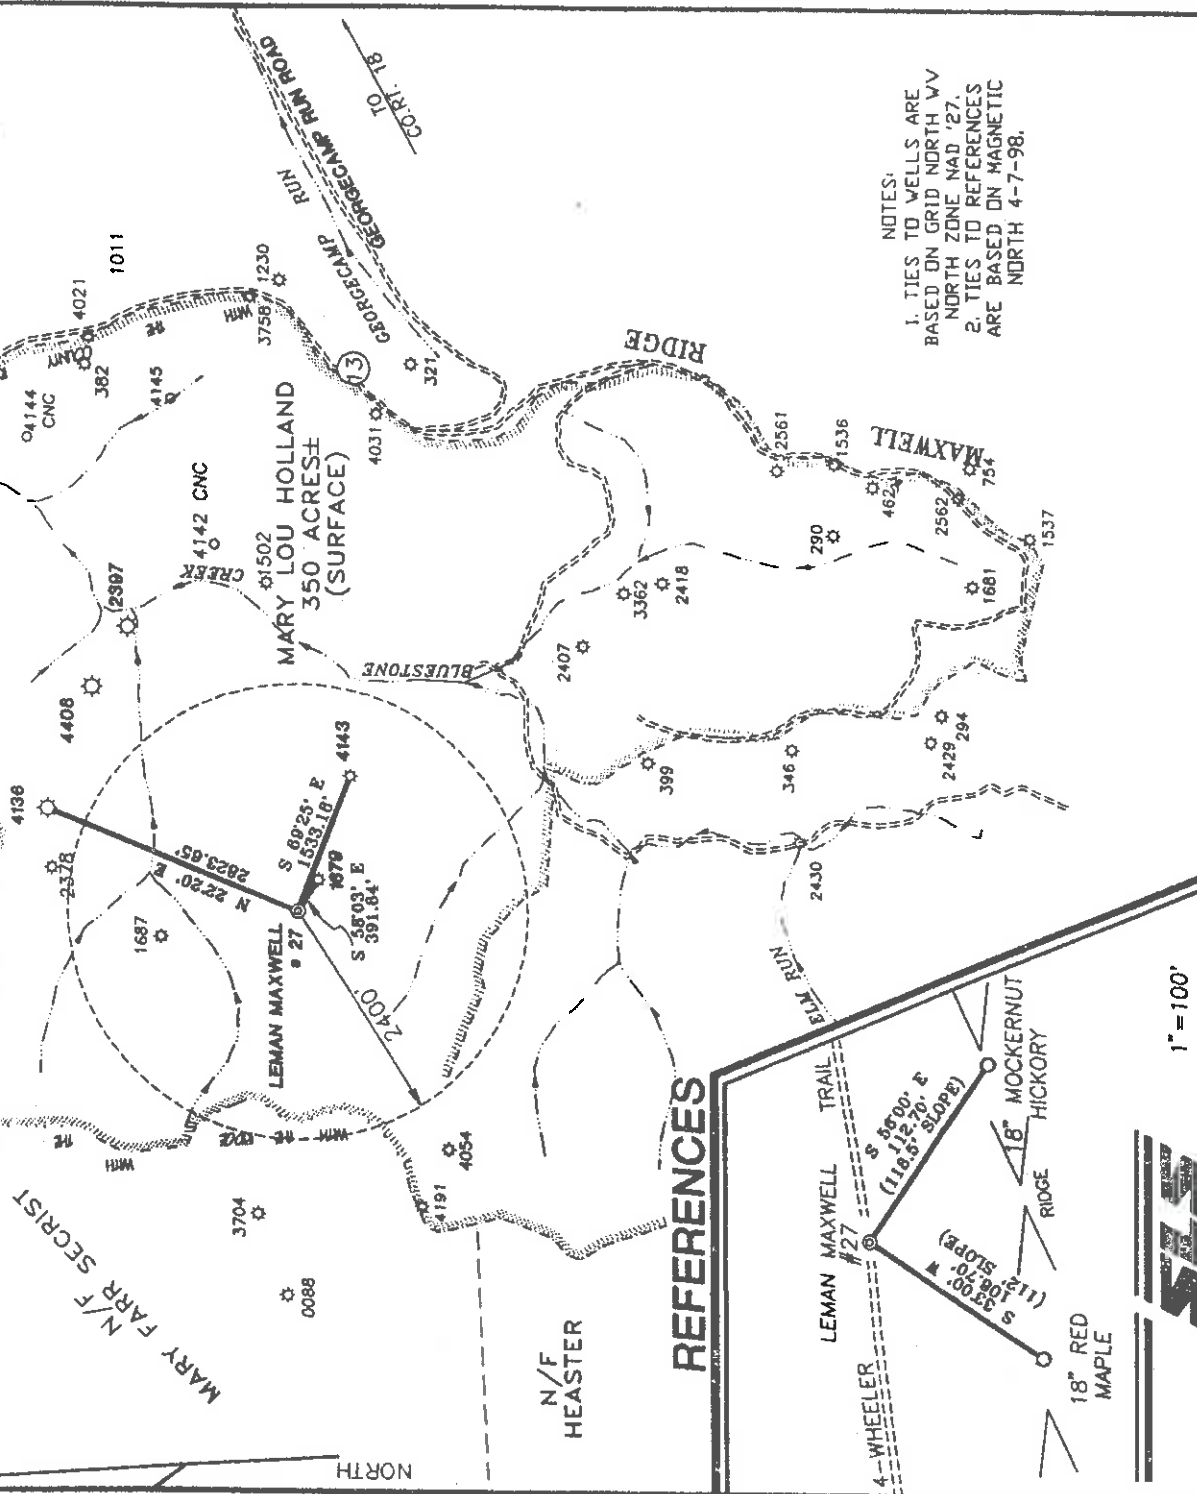 NOTES:
1. TIES TO WELLS ARE
BASED ON GRID NORTH WV
NORTH ZONE NAD '27.
2. TIES TO REFERENCES
ARE BASED ON MAGNETIC
NORTH 4-7-98.
TO
CO.RT. 18
GEORGECAMP RUN ROAD
GEORGECAMP RUN
1011
4021
382
4144
CNC
4145
1230
3758
13
321
4031
4142 CNC
1502
CREEK
MARY LOU HOLLAND
350 ACRES±
(SURFACE)
2397
4408
4136
2378
1687
N 22°20' E
2823.65'
S 69°25' E
1533.16'
4143
1679
S 58°03' E
391.84'
LEMAN MAXWELL
# 27
2400'
BLUESTONE
RIDGE
MAXWELL
2561
1536
462
2562
754
1537
290
1681
3362
2418
2407
399
346
2429
294
2430
ELM RUN
4054
4191
3704
0088
N/F
MARY FARR SECRIST
N/F
HEASTER
NORTH
REFERENCES
LEMAN MAXWELL
#27
4-WHEELER TRAIL
S 56°00' E
112.70'
(116.5' SLOPE)
18" MOCKERNUT
HICKORY
RIDGE
S 33°00' W
108.70'
(112' SLOPE)
18" RED
MAPLE
1"=100'